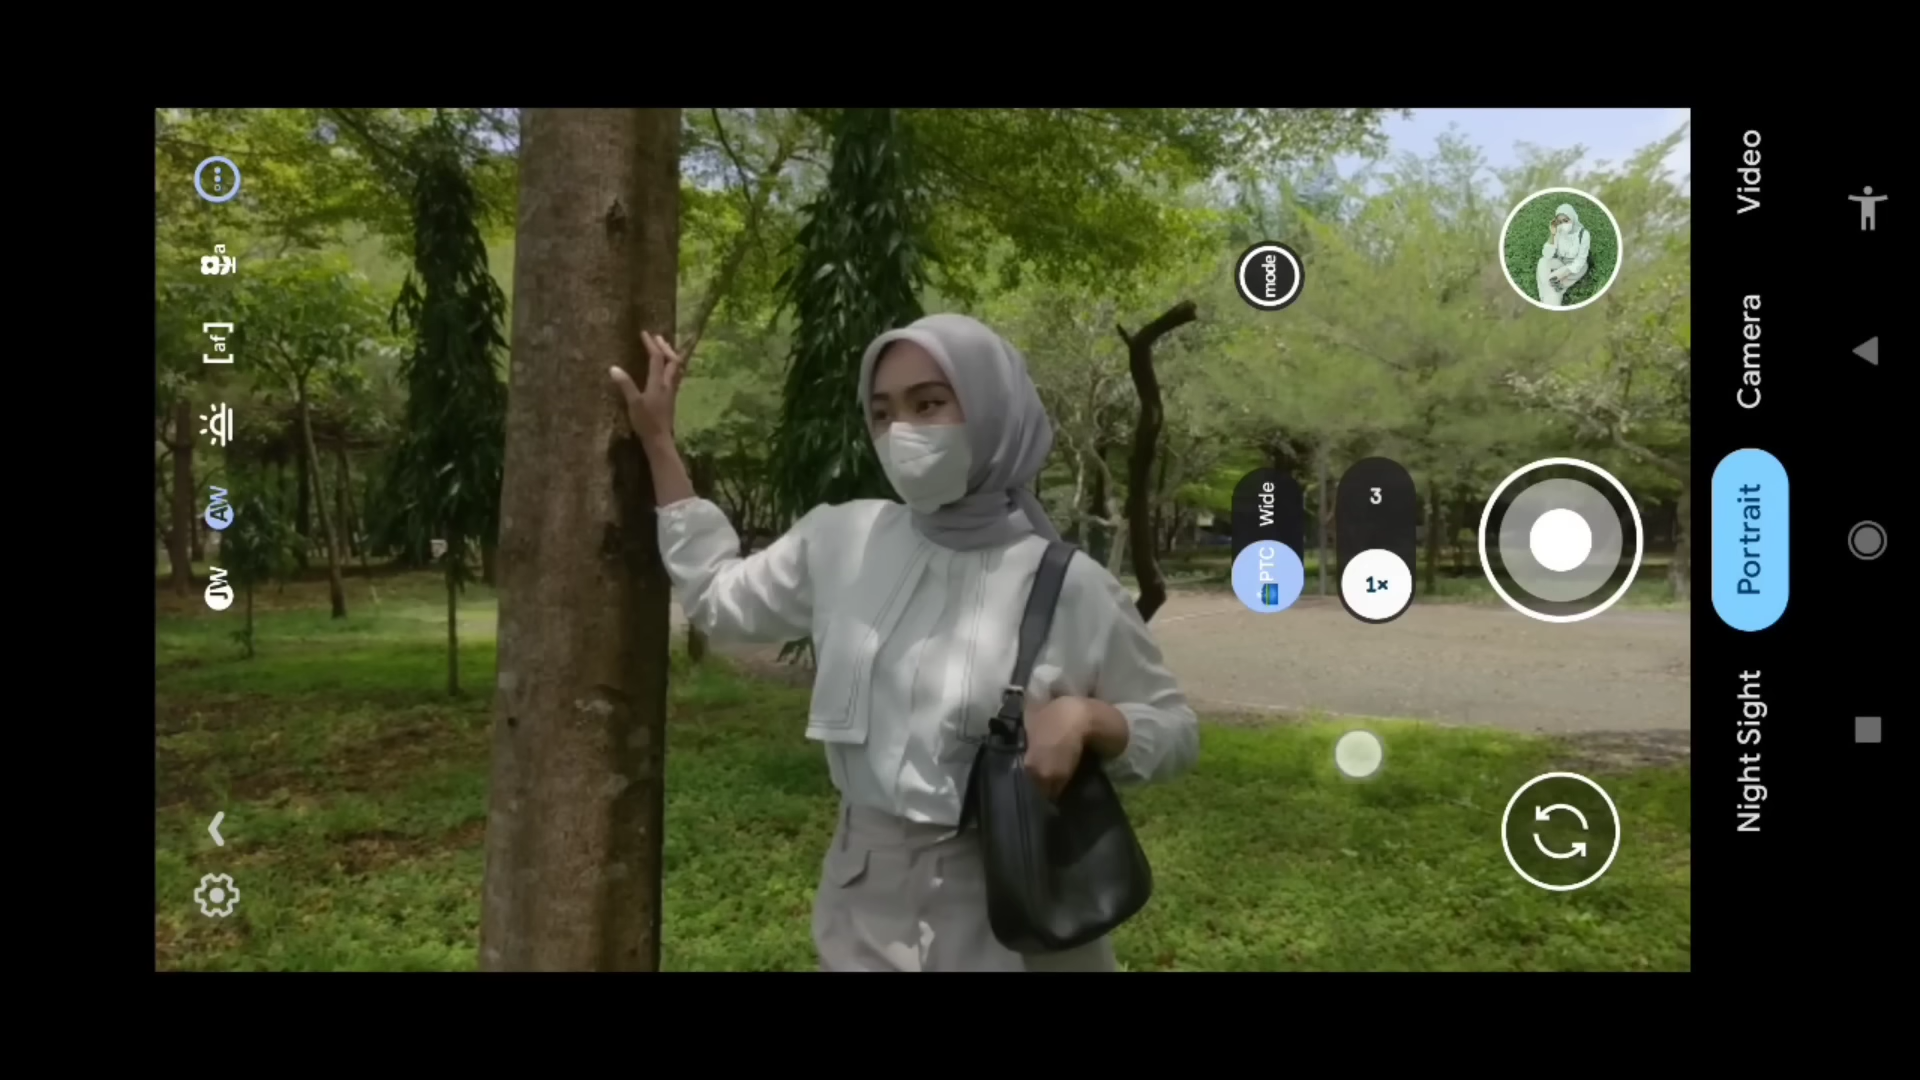 Video
Camera
Portrait
Night Sight
mode
Wide
PTC
3
1×
a
[af]
AW
JW